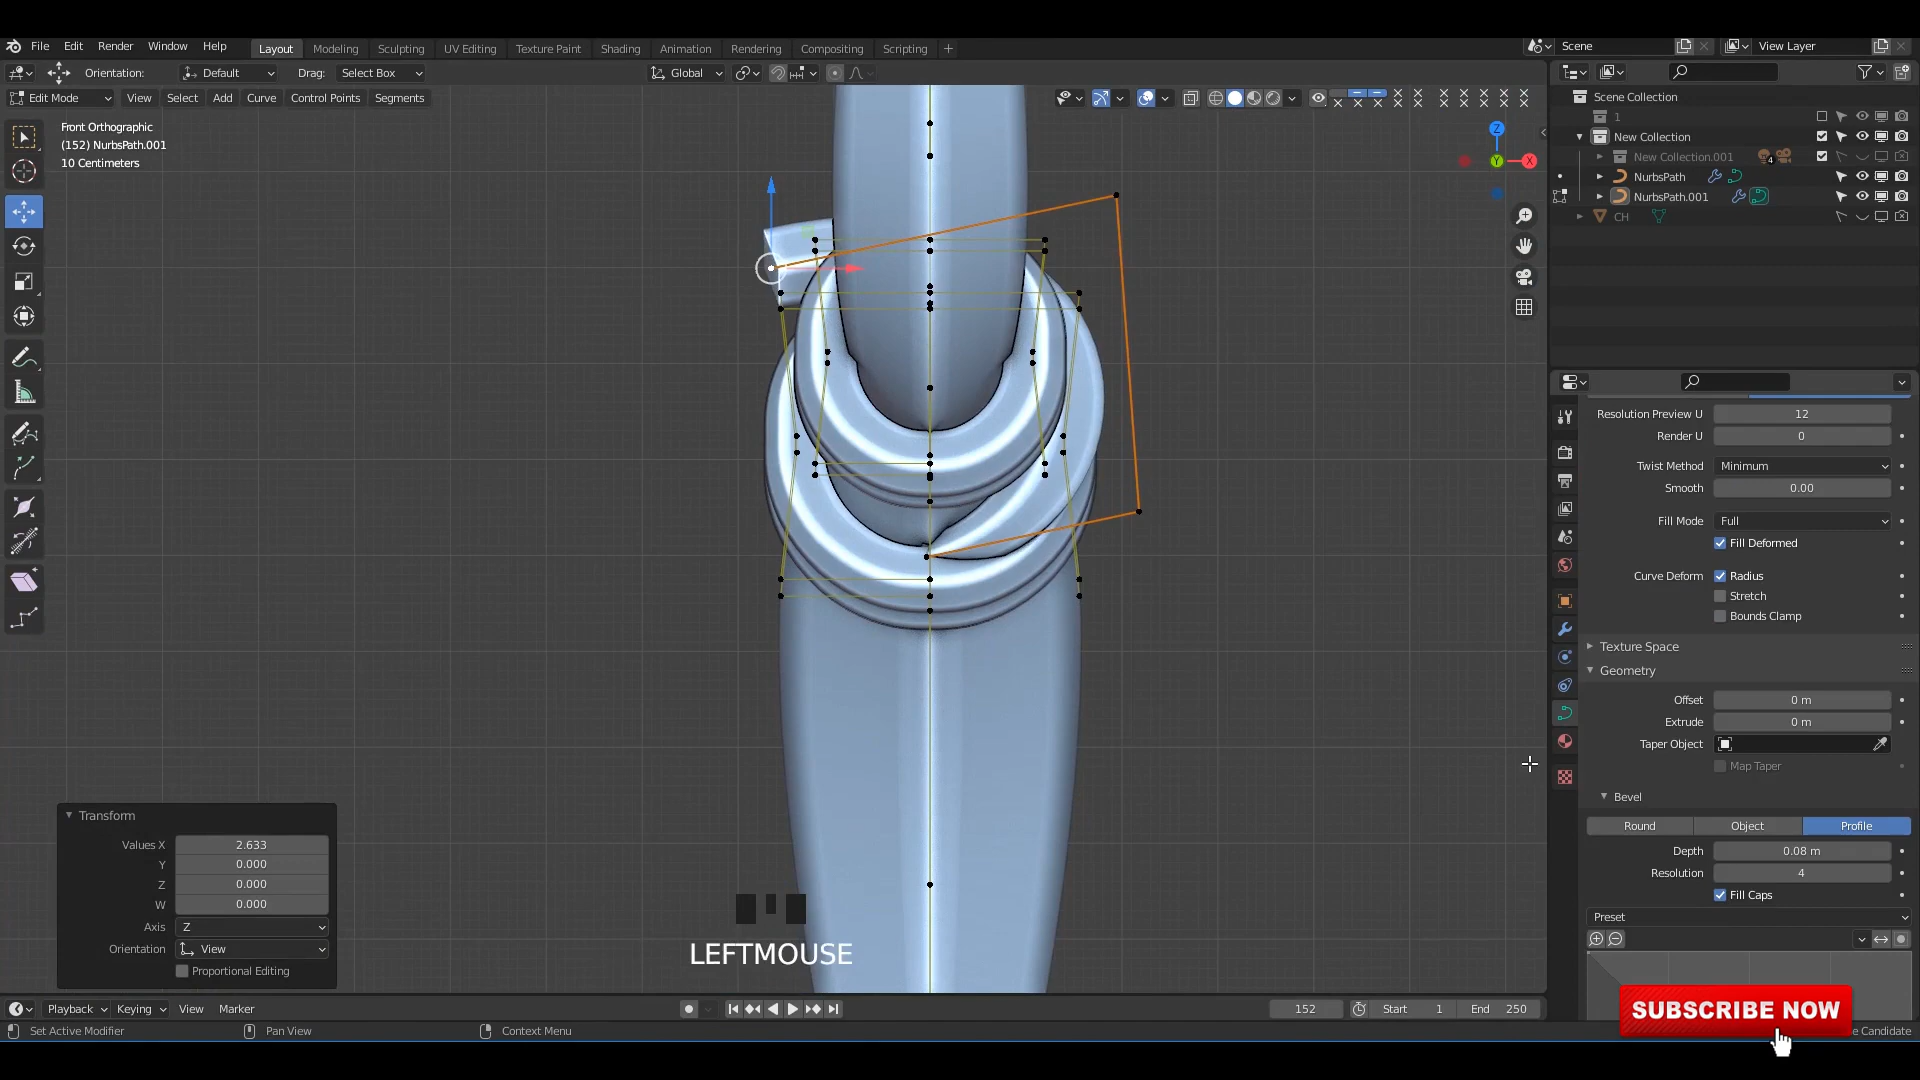 File Edit Render Window Help Layout Modeling Sculpting UV Editing Texture Paint Shading Animation Rendering Compositing Scripting + Scene View Layer
Orientation: Default Drag: Select Box Global
Edit Mode View Select Add Curve Control Points Segments
Front Orthographic
(152) NurbsPath.001
10 Centimeters
Z
Y
X
Scene Collection
1
New Collection
New Collection.001 4
NurbsPath
NurbsPath.001
CH
Resolution Preview U 12
Render U 0
Twist Method Minimum
Smooth 0.00
Fill Mode Full
Fill Deformed
Curve Deform Radius
Stretch
Bounds Clamp
Texture Space
Geometry
Offset 0 m
Extrude 0 m
Taper Object
Map Taper
Bevel
Round Object Profile
Depth 0.08 m
Resolution 4
Fill Caps
Preset
Transform
Values X 2.633
Y 0.000
Z 0.000
W 0.000
Axis Z
Orientation View
Proportional Editing
LEFTMOUSE
SUBSCRIBE NOW
Playback Keying View Marker 152 Start 1 End 250
Set Active Modifier Pan View Context Menu e Candidate